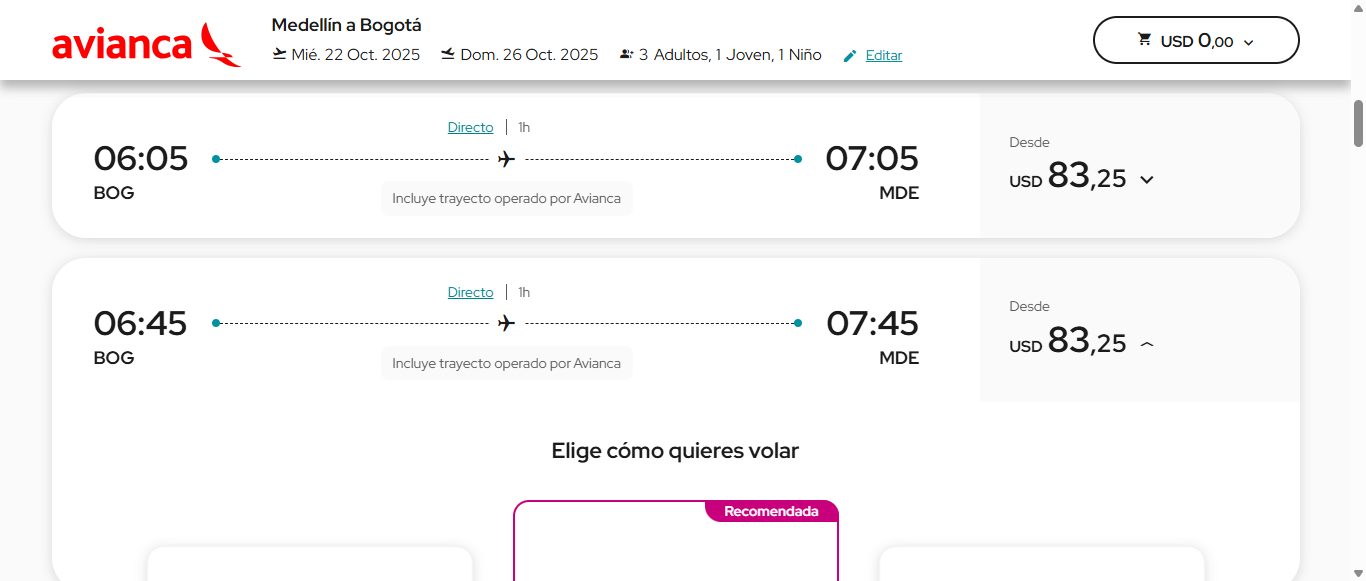 avianca
Medellín a Bogotá
Mié. 22 Oct. 2025 Dom. 26 Oct. 2025 3 Adultos, 1 Joven, 1 Niño Editar
USD 0,00
Directo | 1h
06:05
BOG
Incluye trayecto operado por Avianca
07:05
MDE
Desde
USD 83,25
Directo | 1h
06:45
BOG
Incluye trayecto operado por Avianca
07:45
MDE
Desde
USD 83,25
Elige cómo quieres volar
Recomendada